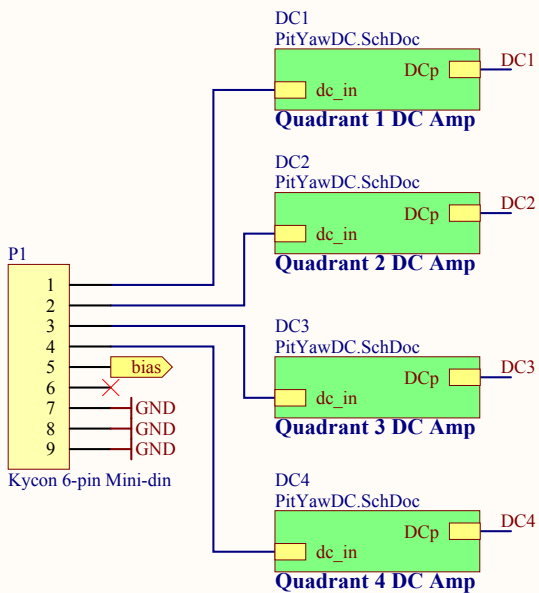 DC1
PitYawDC.SchDoc
DCp
DC1
dc_in
Quadrant 1 DC Amp
DC2
PitYawDC.SchDoc
DCp
DC2
dc_in
Quadrant 2 DC Amp
P1
1
2
3
4
5
bias
6
7
GND
8
GND
9
GND
Kycon 6-pin Mini-din
DC3
PitYawDC.SchDoc
DCp
DC3
dc_in
Quadrant 3 DC Amp
DC4
PitYawDC.SchDoc
DCp
DC4
dc_in
Quadrant 4 DC Amp